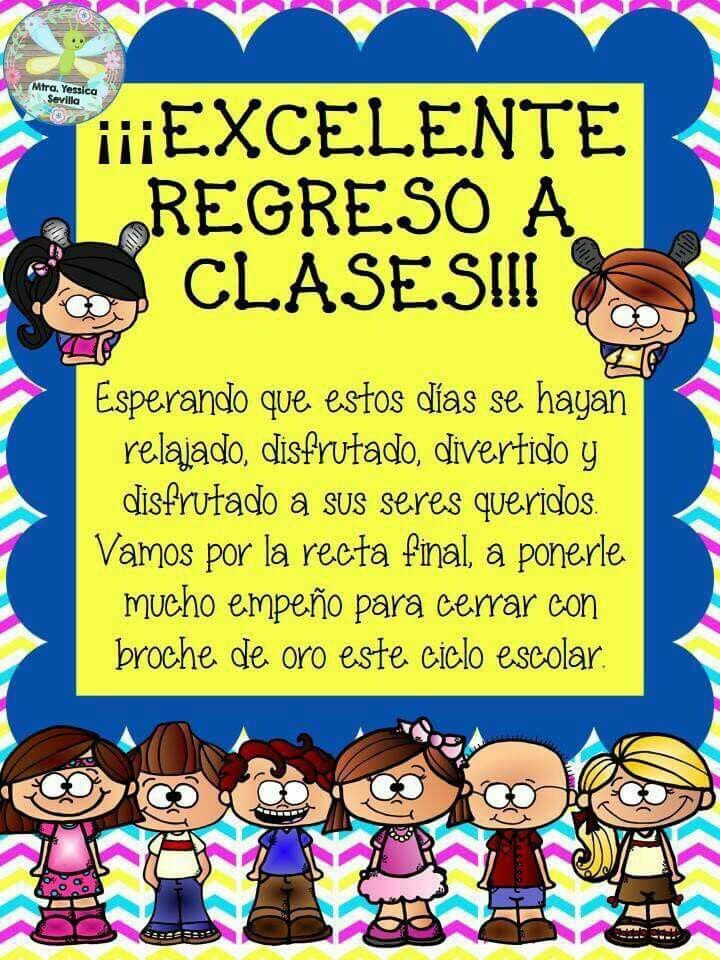 Mtra. Yessica
Sevilla
¡¡¡EXCELENTE
REGRESO A
CLASES!!!
Esperando que estos días se hayan
relajado, disfrutado, divertido y
disfrutado a sus seres queridos.
Vamos por la recta final, a ponerle
mucho empeño para cerrar con
broche de oro este ciclo escolar.